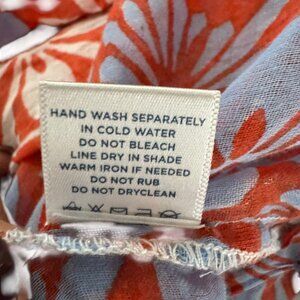 HAND WASH SEPARATELY
IN COLD WATER
DO NOT BLEACH
LINE DRY IN SHADE
WARM IRON IF NEEDED
DO NOT RUB
DO NOT DRYCLEAN